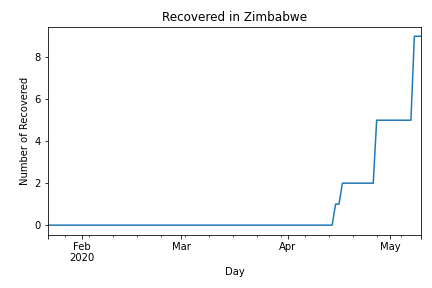 Recovered in Zimbabwe
Number of Recovered
8
6
4
2
0
Feb
2020
Mar
Apr
May
Day